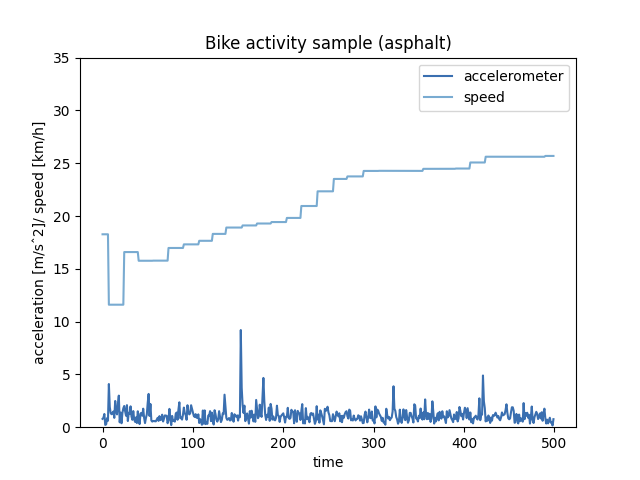 Bike activity sample (asphalt)
accelerometer
speed
acceleration [m/s^2]/ speed [km/h]
35
30
25
20
15
10
5
0
0 100 200 300 400 500
time